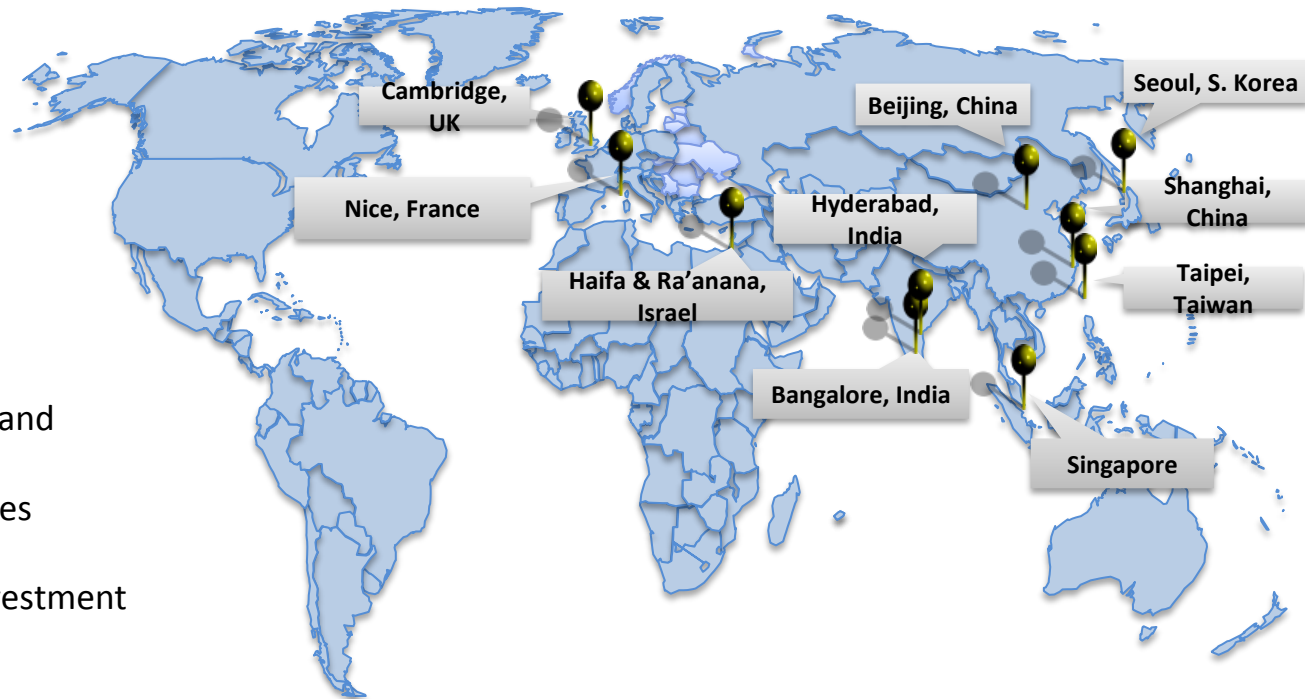 Cambridge,
UK
Beijing, China
Seoul, S. Korea
Nice, France
Hyderabad,
India
Shanghai,
China
Haifa & Ra’anana,
Israel
Taipei,
Taiwan
Bangalore, India
Singapore
and
es
estment